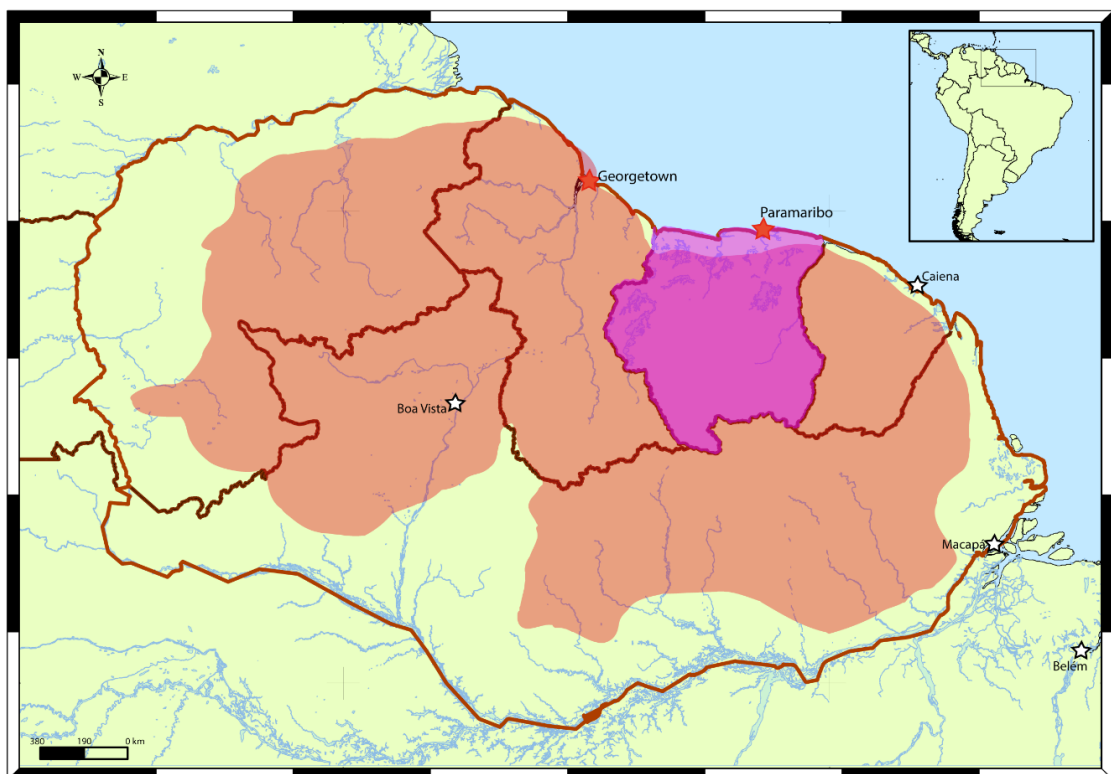 N
W E
S
Georgetown
Paramaribo
Caiena
Boa Vista
Macapá
Belém
380 190 0 km